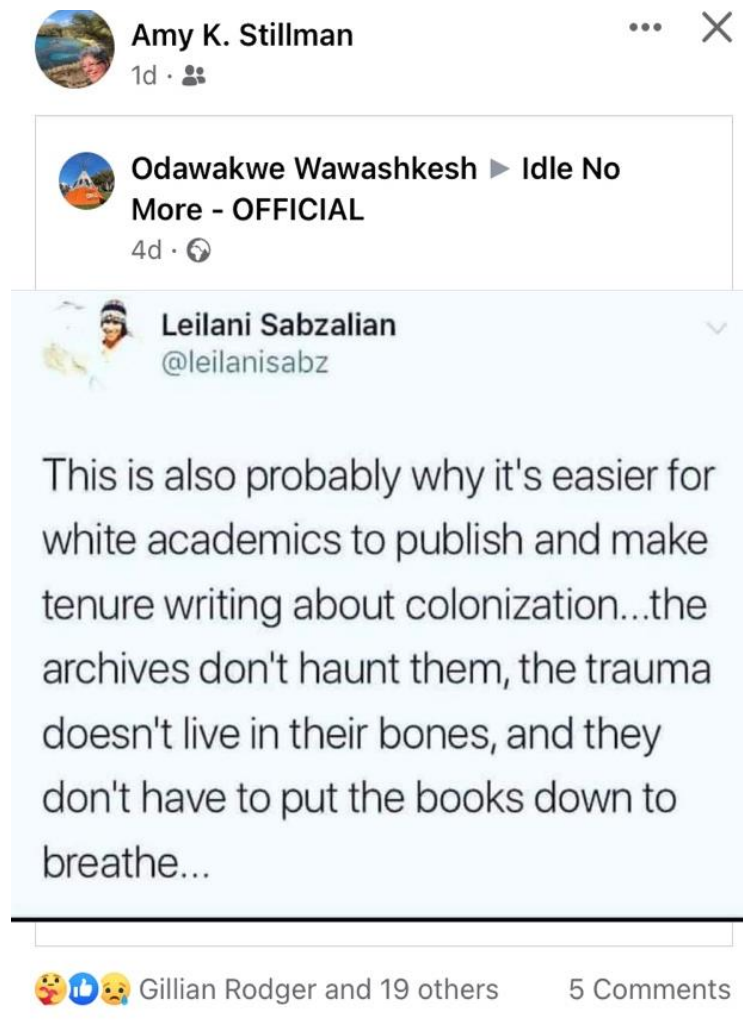 Amy K. Stillman
1d ·
Odawakwe Wawashkesh ▶ Idle No
More - OFFICIAL
4d ·
Leilani Sabzalian
@leilanisabz
This is also probably why it's easier for
white academics to publish and make
tenure writing about colonization...the
archives don't haunt them, the trauma
doesn't live in their bones, and they
don't have to put the books down to
breathe...
Gillian Rodger and 19 others 5 Comments